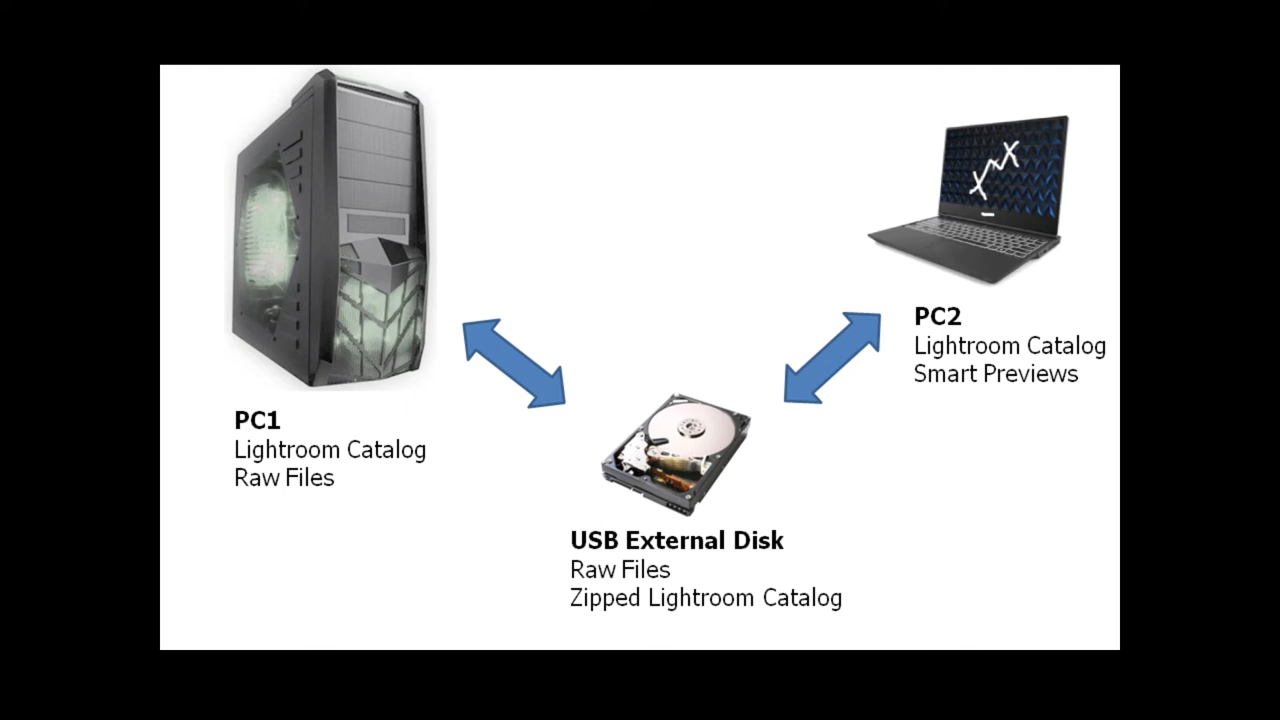 PC1
Lightroom Catalog
Raw Files
PC2
Lightroom Catalog
Smart Previews
USB External Disk
Raw Files
Zipped Lightroom Catalog